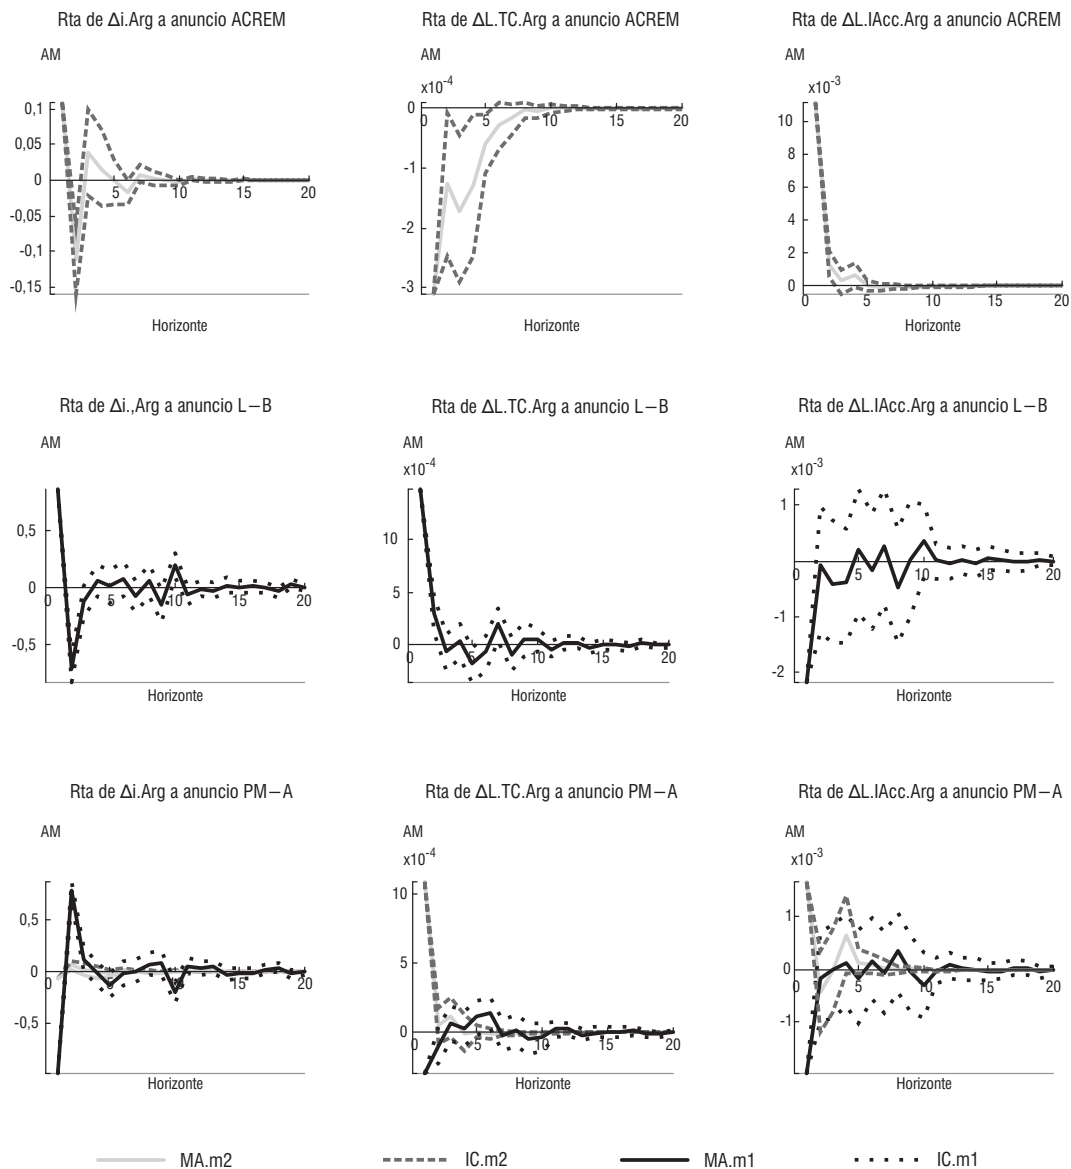 Rta de Δi.Arg a anuncio ACREM
Rta de ΔL.TC.Arg a anuncio ACREM
Rta de ΔL.IAcc.Arg a anuncio ACREM
AM
0,1
0,05
0
-0,05
-0,1
-0,15
5
10
15
20
Horizonte
AM
x10-4
0
-1
-2
-3
0
5
10
15
20
Horizonte
AM
x10-3
10
8
6
4
2
0
0
5
10
15
20
Horizonte
Rta de Δi.,Arg a anuncio L–B
Rta de ΔL.TC.Arg a anuncio L–B
Rta de ΔL.IAcc.Arg a anuncio L–B
AM
0,5
0
-0,5
0
5
10
15
20
Horizonte
AM
x10-4
10
5
0
0
5
10
15
20
Horizonte
AM
x10-3
1
0
-1
-2
0
5
10
15
20
Horizonte
Rta de Δi.Arg a anuncio PM–A
Rta de ΔL.TC.Arg a anuncio PM–A
Rta de ΔL.IAcc.Arg a anuncio PM–A
AM
0,5
0
-0,5
0
5
10
15
20
Horizonte
AM
x10-4
10
5
0
0
5
10
15
20
Horizonte
AM
x10-3
1
0
-1
0
5
10
15
20
Horizonte
MA.m2 IC.m2 MA.m1 IC.m1